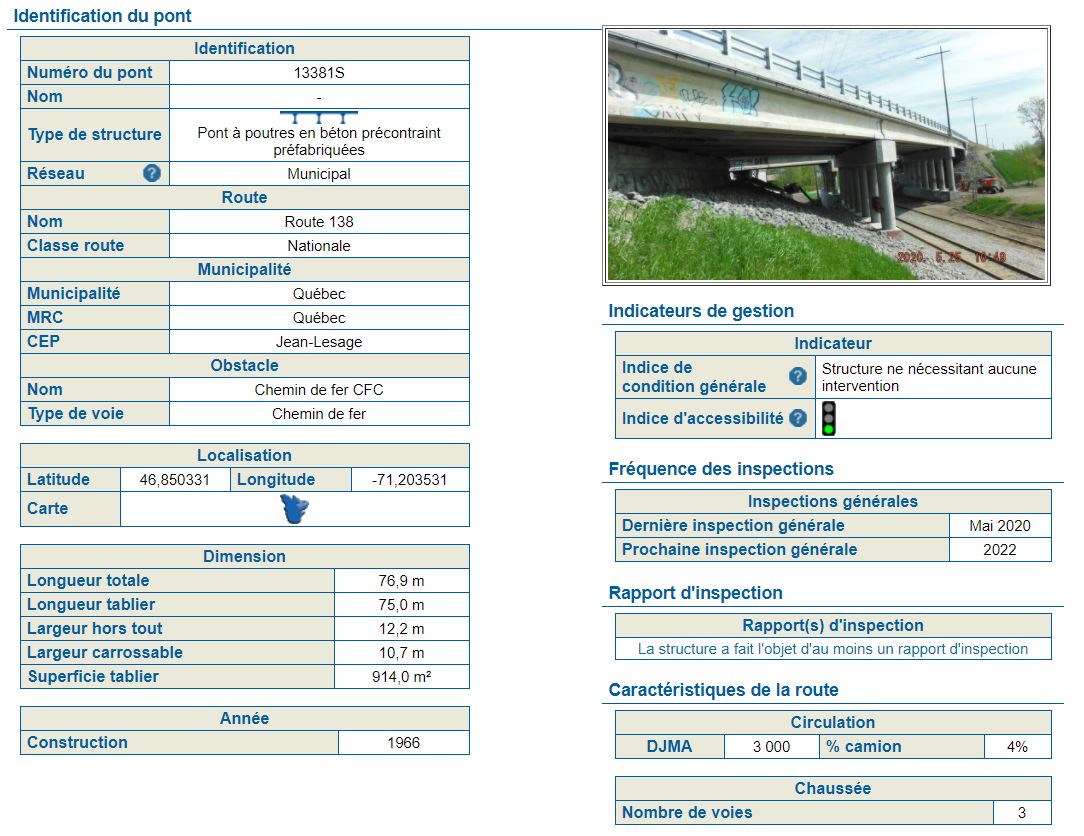 Identification du pont
Identification
Numéro du pont 13381S
Nom -
Type de structure Pont à poutres en béton précontraint
préfabriquées
Réseau ? Municipal
Route
Nom Route 138
Classe route Nationale
Municipalité
Municipalité Québec
MRC Québec
CEP Jean-Lesage
Obstacle
Nom Chemin de fer CFC
Type de voie Chemin de fer
Localisation
Latitude 46,850331 Longitude -71,203531
Carte
Dimension
Longueur totale 76,9 m
Longueur tablier 75,0 m
Largeur hors tout 12,2 m
Largeur carrossable 10,7 m
Superficie tablier 914,0 m²
Année
Construction 1966
2020. 5.25 10:49
Indicateurs de gestion
Indicateur
Indice de
condition générale ? Structure ne nécessitant aucune
intervention
Indice d'accessibilité ?
Fréquence des inspections
Inspections générales
Dernière inspection générale Mai 2020
Prochaine inspection générale 2022
Rapport d'inspection
Rapport(s) d'inspection
La structure a fait l'objet d'au moins un rapport d'inspection
Caractéristiques de la route
Circulation
DJMA 3 000 % camion 4%
Chaussée
Nombre de voies 3